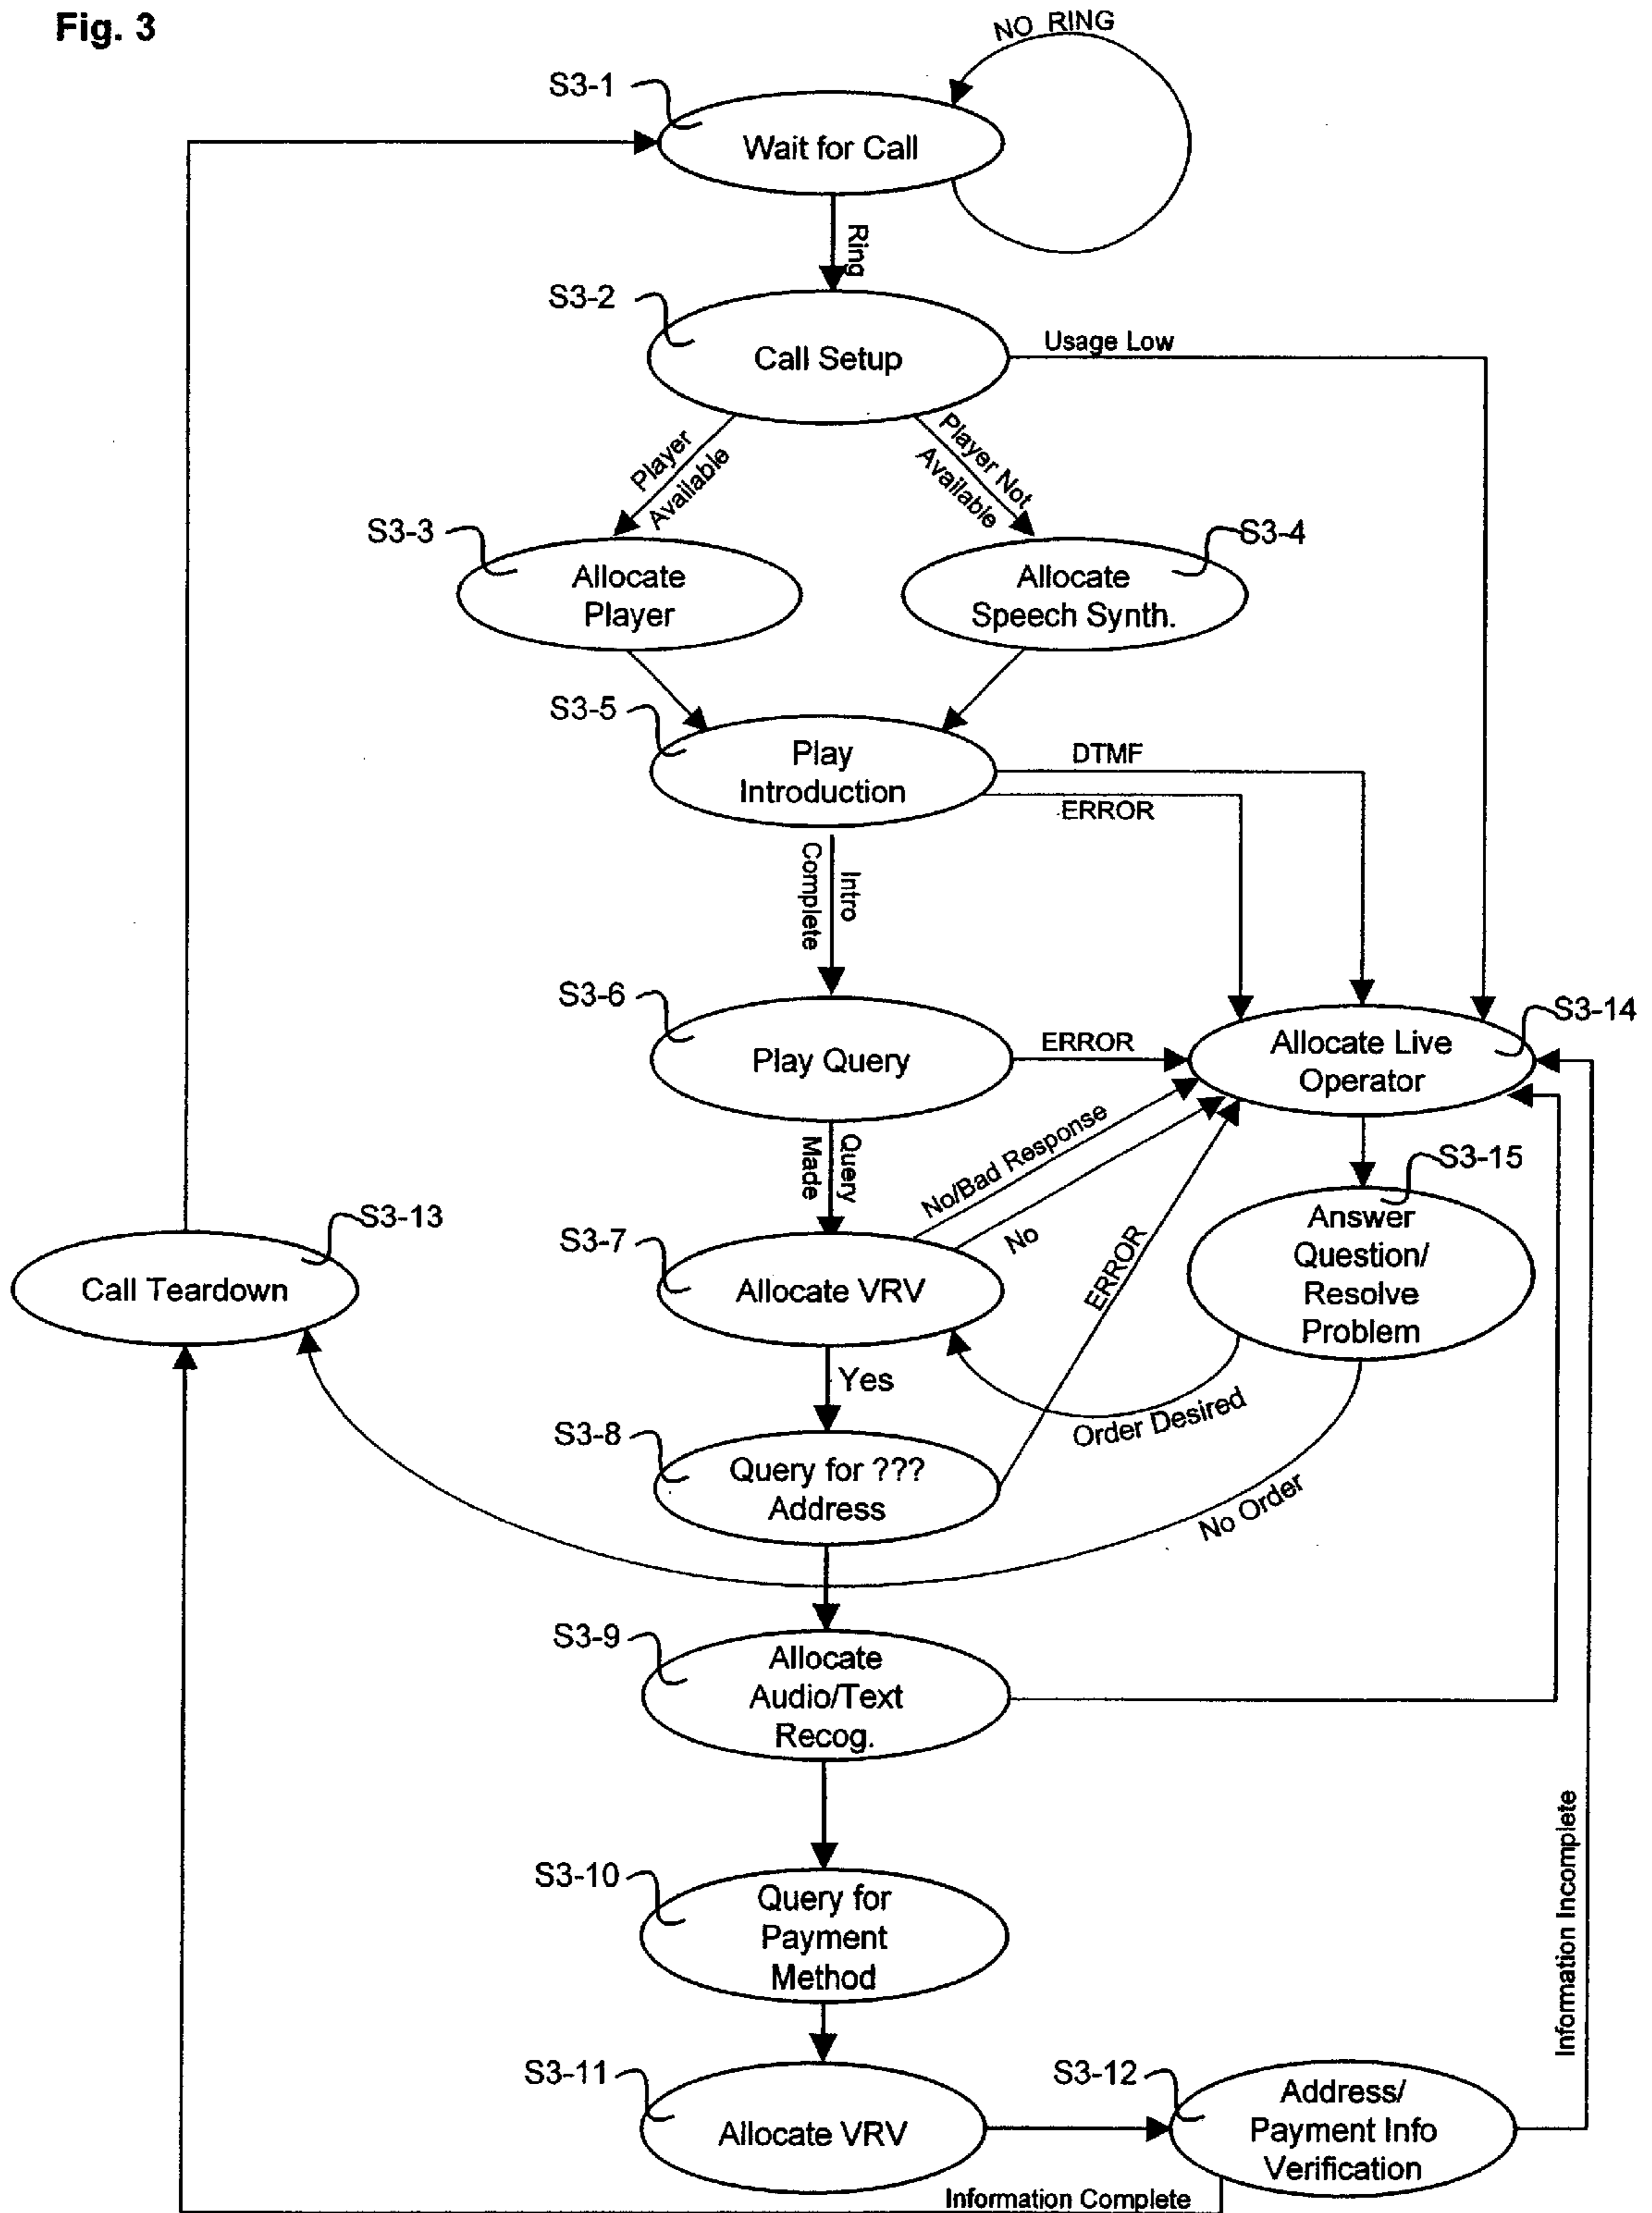 Fig. 3
NO RING
S3-1
Wait for Call
Ring
S3-2
Call Setup
Usage Low
Player
Available
Player Not
Available
S3-3
Allocate
Player
S3-4
Allocate
Speech Synth.
S3-5
Play
Introduction
DTMF
ERROR
Intro
Complete
S3-6
Play Query
ERROR
S3-14
Allocate Live
Operator
Query
Made
No/Bad Response
No
ERROR
S3-15
Answer
Question/
Resolve
Problem
S3-13
Call Teardown
S3-7
Allocate VRV
Yes
Order Desired
S3-8
Query for ???
Address
No Order
S3-9
Allocate
Audio/Text
Recog.
S3-10
Query for
Payment
Method
Information Incomplete
S3-11
Allocate VRV
S3-12
Address/
Payment Info
Verification
Information Complete